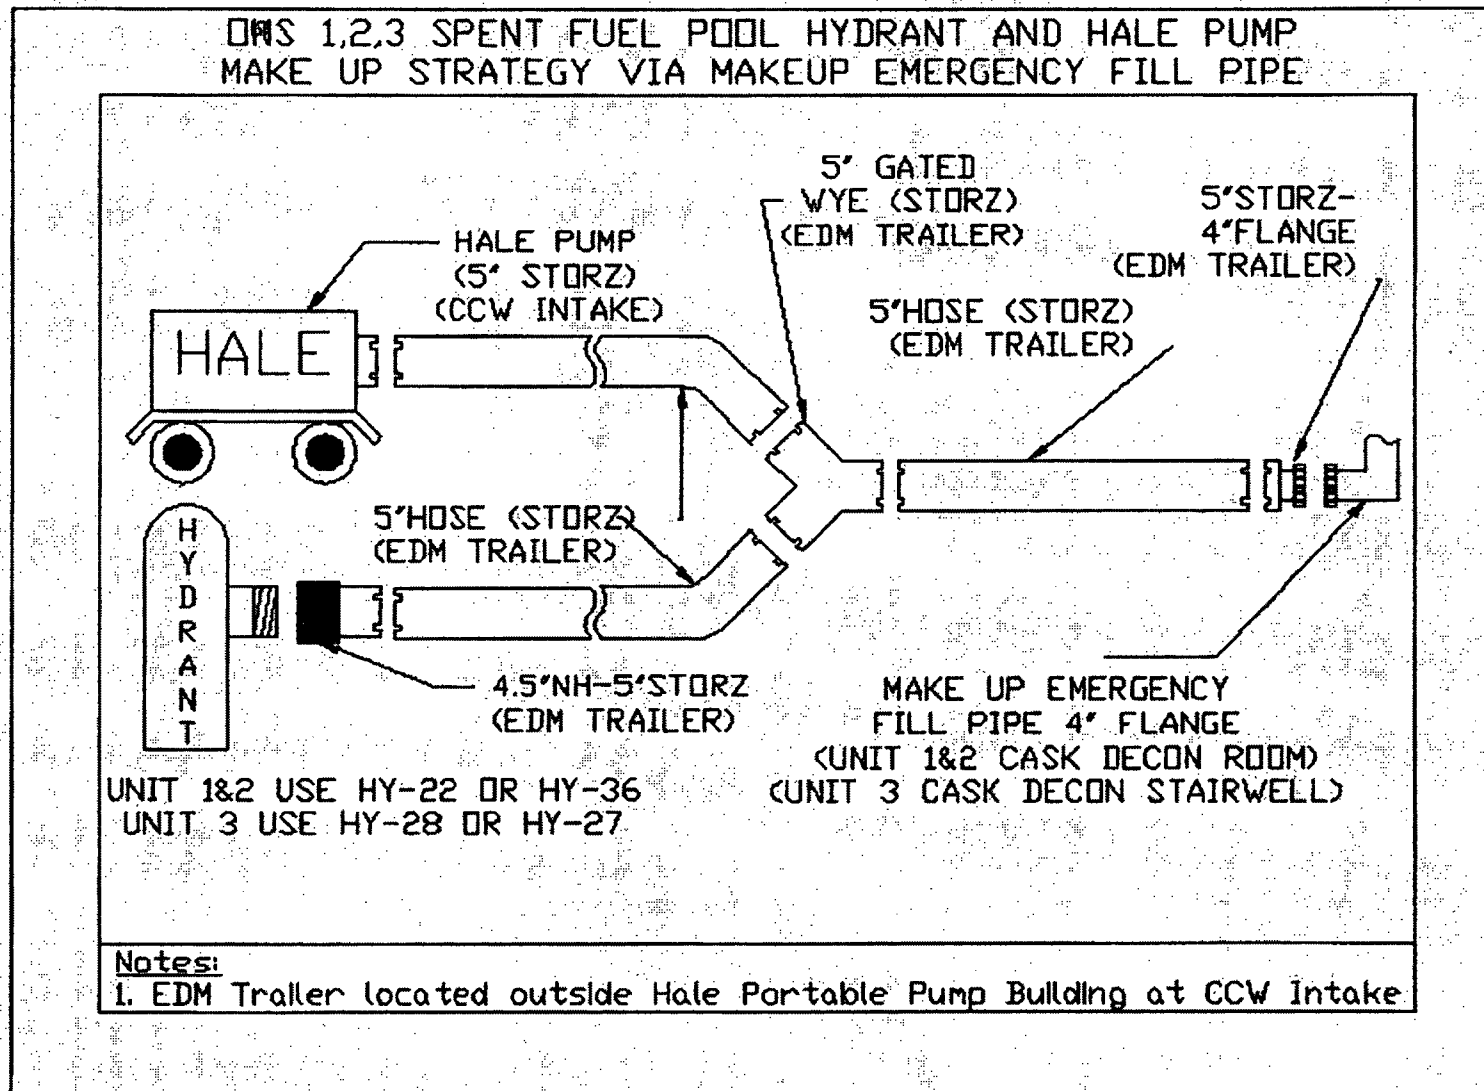 1,2,3 SPENT FUEL POOL HYDRANT AND HALE PUMP
MAKE UP STRATEGY VIA MAKEUP EMERGENCY FILL PIPE
5" GATED
WYE (STORZ)
(EDM TRAILER)
5"STORZ-
4"FLANGE
(EDM TRAILER)
HALE PUMP
(5" STORZ)
(CCW INTAKE)
5"HOSE (STORZ)
(EDM TRAILER)
HALE
5"HOSE (STORZ)
(EDM TRAILER)
HYDRANT
4.5"NH-5"STORZ
(EDM TRAILER)
MAKE UP EMERGENCY
FILL PIPE 4" FLANGE
(UNIT 1&2 CASK DECON ROOM)
(UNIT 3 CASK DECON STAIRWELL)
UNIT 1&2 USE HY-22 OR HY-36
UNIT 3 USE HY-28 OR HY-27
Notes:
1. EDM Trailer located outside Hale Portable Pump Building at CCW Intake